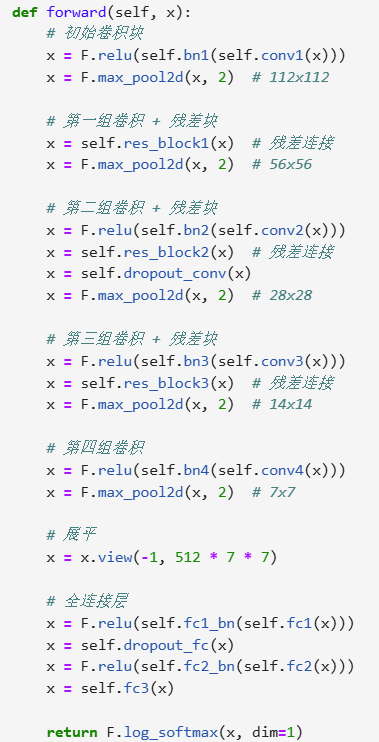 def forward(self, x):
    # 初始卷积块
    x = F.relu(self.bn1(self.conv1(x)))
    x = F.max_pool2d(x, 2)  # 112x112

    # 第一组卷积 + 残差块
    x = self.res_block1(x)  # 残差连接
    x = F.max_pool2d(x, 2)  # 56x56

    # 第二组卷积 + 残差块
    x = F.relu(self.bn2(self.conv2(x)))
    x = self.res_block2(x)  # 残差连接
    x = self.dropout_conv(x)
    x = F.max_pool2d(x, 2)  # 28x28

    # 第三组卷积 + 残差块
    x = F.relu(self.bn3(self.conv3(x)))
    x = self.res_block3(x)  # 残差连接
    x = F.max_pool2d(x, 2)  # 14x14

    # 第四组卷积
    x = F.relu(self.bn4(self.conv4(x)))
    x = F.max_pool2d(x, 2)  # 7x7

    # 展平
    x = x.view(-1, 512 * 7 * 7)

    # 全连接层
    x = F.relu(self.fc1_bn(self.fc1(x)))
    x = self.dropout_fc(x)
    x = F.relu(self.fc2_bn(self.fc2(x)))
    x = self.fc3(x)

    return F.log_softmax(x, dim=1)